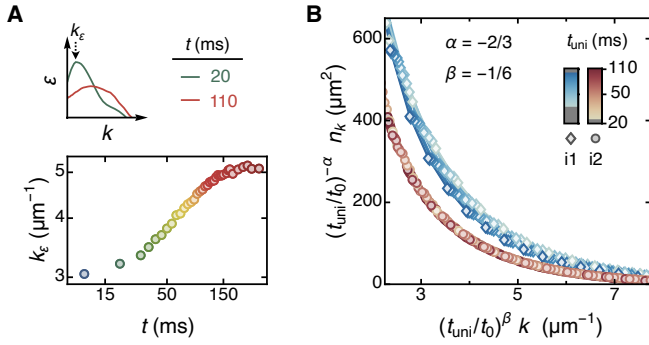 A
k_ε
ε
k
t (ms)
20
110
5
4
3
k_ε (μm⁻¹)
15
50
150
t (ms)
B
600
400
200
0
(t_uni/t_0)^−α n_k (μm²)
α = −2/3
β = −1/6
t_uni (ms)
110
50
20
i1
i2
3
5
7
(t_uni/t_0)^β k (μm⁻¹)